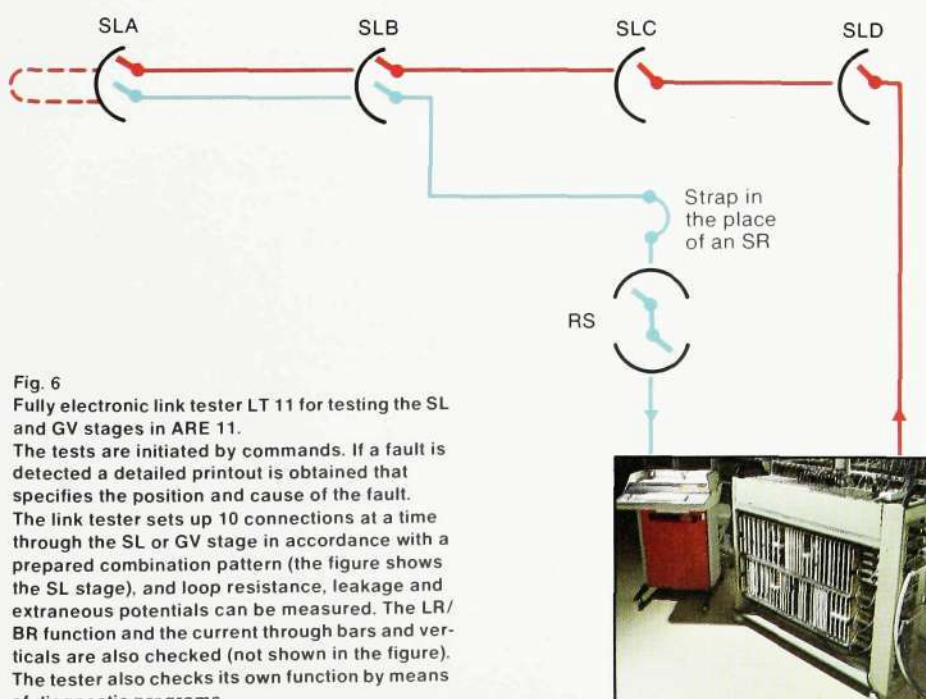 SLA
SLB
SLC
SLD
Strap in
the place
of an SR
RS
Fig. 6
Fully electronic link tester LT 11 for testing the SL
and GV stages in ARE 11.
The tests are initiated by commands. If a fault is
detected a detailed printout is obtained that
specifies the position and cause of the fault.
The link tester sets up 10 connections at a time
through the SL or GV stage in accordance with a
prepared combination pattern (the figure shows
the SL stage), and loop resistance, leakage and
extraneous potentials can be measured. The LR/
BR function and the current through bars and ver-
ticals are also checked (not shown in the figure).
The tester also checks its own function by means
of diagnostic programs.